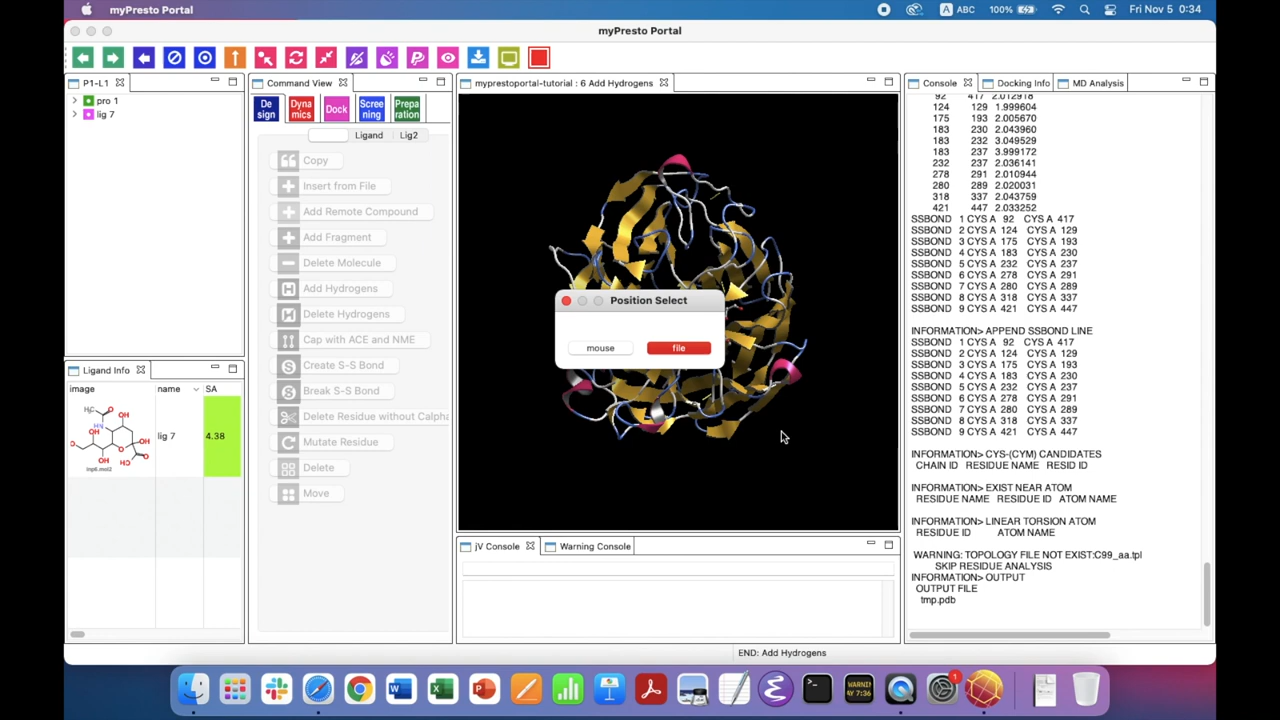 myPresto Portal
A ABC 100% Fri Nov 5 0:34
myPresto Portal
P1-L1
pro 1
lig 7
Command View
De
sign
Dyna
mics
Dock
Scree
ning
Prepa
ration
Ligand Lig2
Copy
Insert from File
Add Remote Compound
Add Fragment
Delete Molecule
Add Hydrogens
Delete Hydrogens
Cap with ACE and NME
Create S-S Bond
Break S-S Bond
Delete Residue without Calpha
Mutate Residue
Delete
Move
myprestoportal-tutorial : 6 Add Hydrogens
Position Select
mouse file
Ligand Info
image name SA
lig 7 4.38
jV Console Warning Console
Console Docking Info MD Analysis
92 417 2.012918
124 129 1.999604
175 193 2.005670
183 230 2.043960
183 232 3.049529
183 237 3.999172
232 237 2.036141
278 291 2.010944
280 289 2.020031
318 337 2.043759
421 447 2.033252
SSBOND 1 CYS A 92 CYS A 417
SSBOND 2 CYS A 124 CYS A 129
SSBOND 3 CYS A 175 CYS A 193
SSBOND 4 CYS A 183 CYS A 230
SSBOND 5 CYS A 232 CYS A 237
SSBOND 6 CYS A 278 CYS A 291
SSBOND 7 CYS A 280 CYS A 289
SSBOND 8 CYS A 318 CYS A 337
SSBOND 9 CYS A 421 CYS A 447
INFORMATION> APPEND SSBOND LINE
SSBOND 1 CYS A 92 CYS A 417
SSBOND 2 CYS A 124 CYS A 129
SSBOND 3 CYS A 175 CYS A 193
SSBOND 4 CYS A 183 CYS A 230
SSBOND 5 CYS A 232 CYS A 237
SSBOND 6 CYS A 278 CYS A 291
SSBOND 7 CYS A 280 CYS A 289
SSBOND 8 CYS A 318 CYS A 337
SSBOND 9 CYS A 421 CYS A 447
INFORMATION> CYS-(CYM) CANDIDATES
CHAIN ID RESIDUE NAME RESID ID
INFORMATION> EXIST NEAR ATOM
RESIDUE NAME RESIDUE ID ATOM NAME
INFORMATION> LINEAR TORSION ATOM
RESIDUE ID ATOM NAME
WARNING: TOPOLOGY FILE NOT EXIST:C99_aa.tpl
SKIP RESIDUE ANALYSIS
INFORMATION> OUTPUT
OUTPUT FILE
tmp.pdb
END: Add Hydrogens